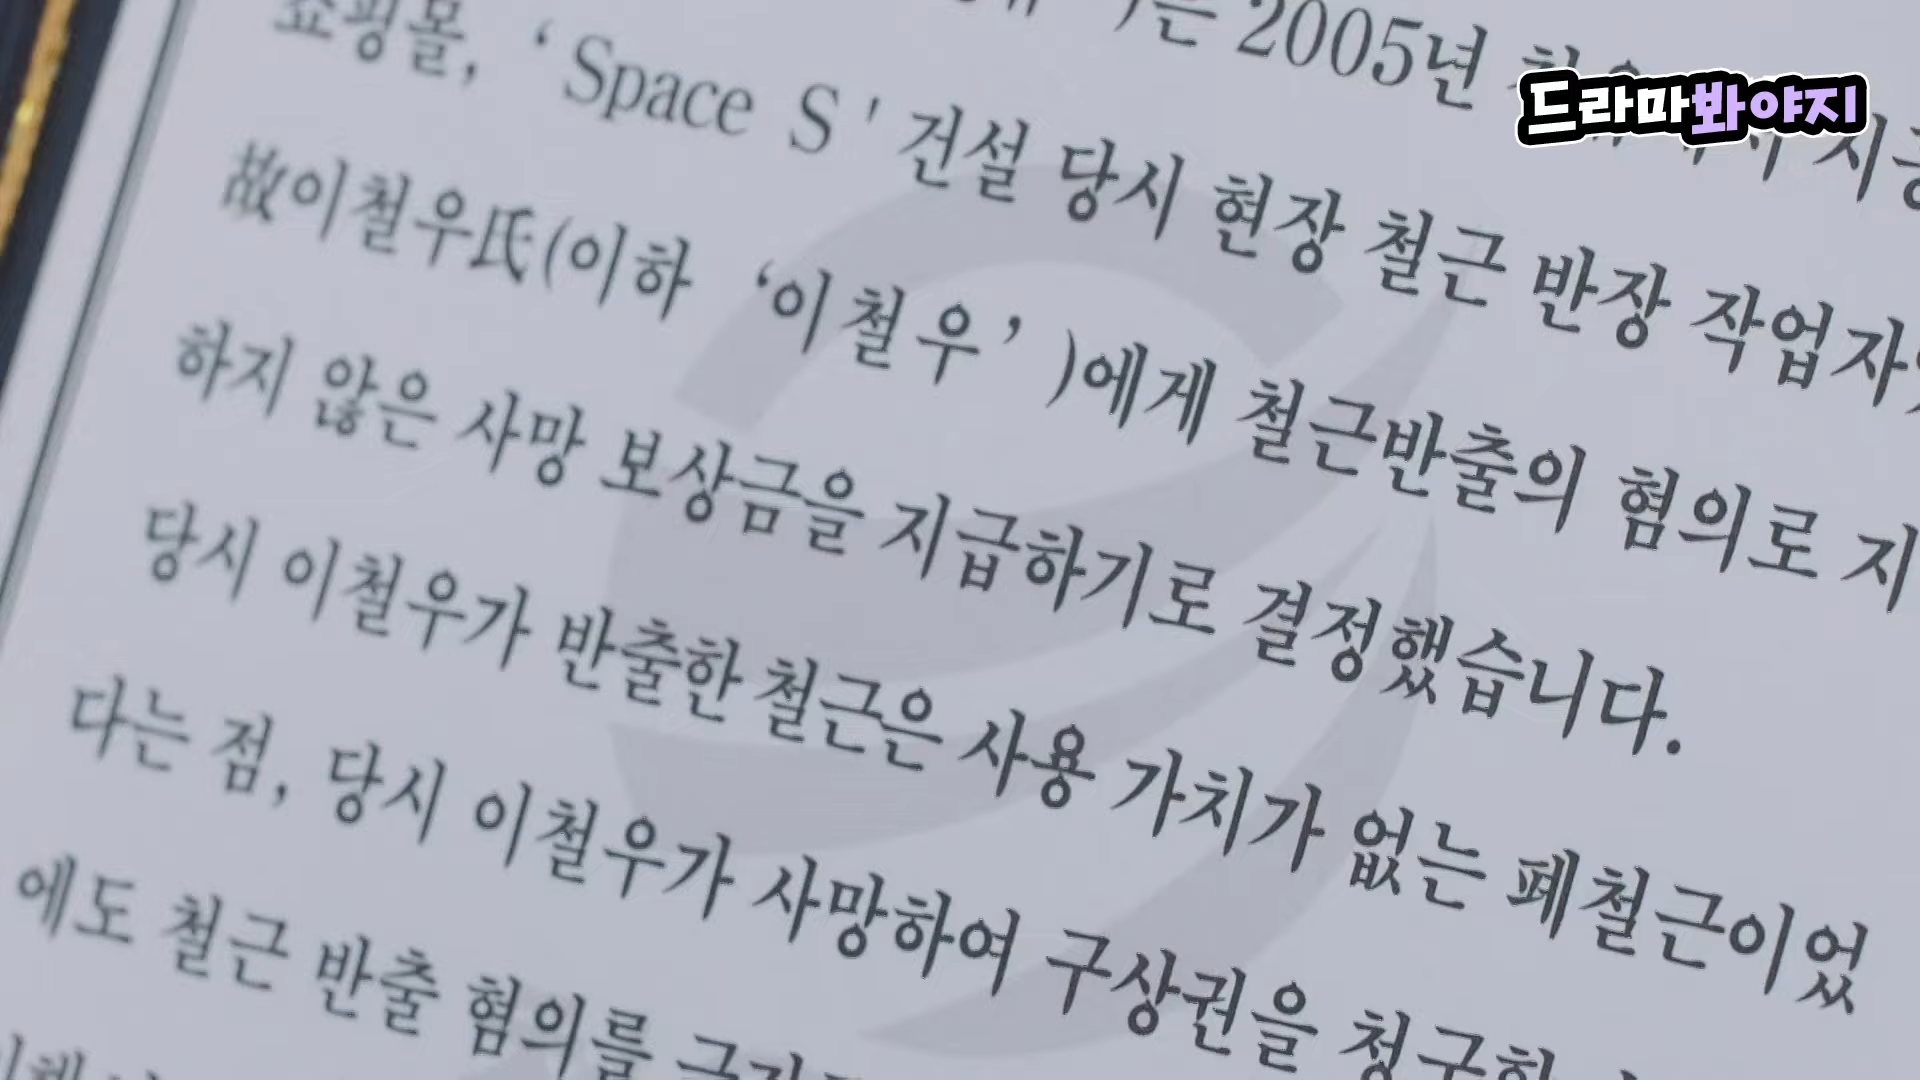 드라마봐야지
은 2005년
쇼핑몰, ‘Space S' 건설 당시 현장 철근 반장 작업자
故이철우氏(이하 ‘이철우’)에게 철근반출의 혐의로 지
하지 않은 사망 보상금을 지급하기로 결정했습니다.
당시 이철우가 반출한 철근은 사용 가치가 없는 폐철근이었
다는 점, 당시 이철우가 사망하여 구상권을 청구
에도 철근 반출 혐의를